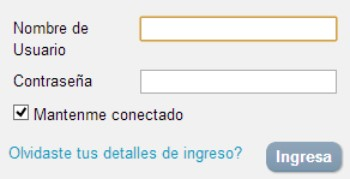 Nombre de
Usuario
Contraseña
Mantenme conectado
Olvidaste tus detalles de ingreso?
Ingresa